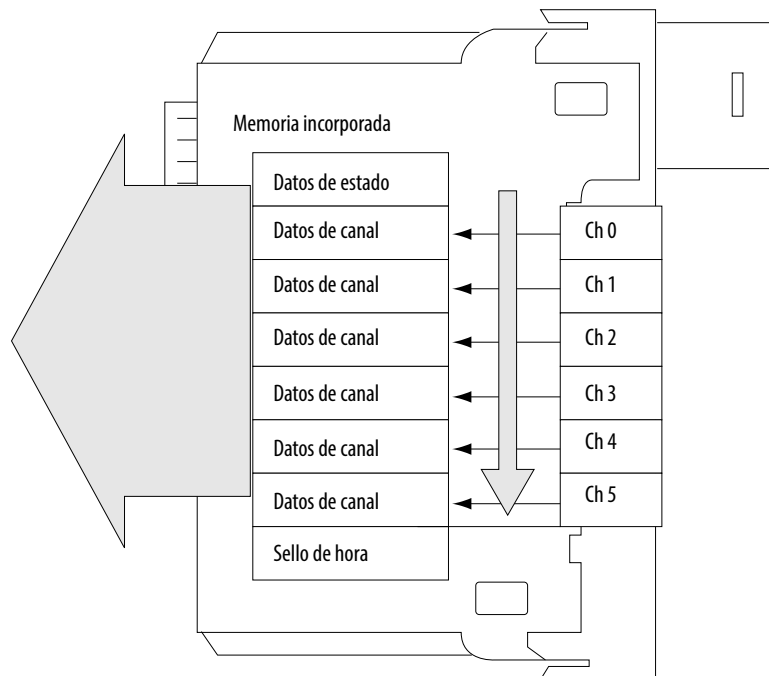 Memoria incorporada
Datos de estado
Datos de canal
Ch 0
Datos de canal
Ch 1
Datos de canal
Ch 2
Datos de canal
Ch 3
Datos de canal
Ch 4
Datos de canal
Ch 5
Sello de hora